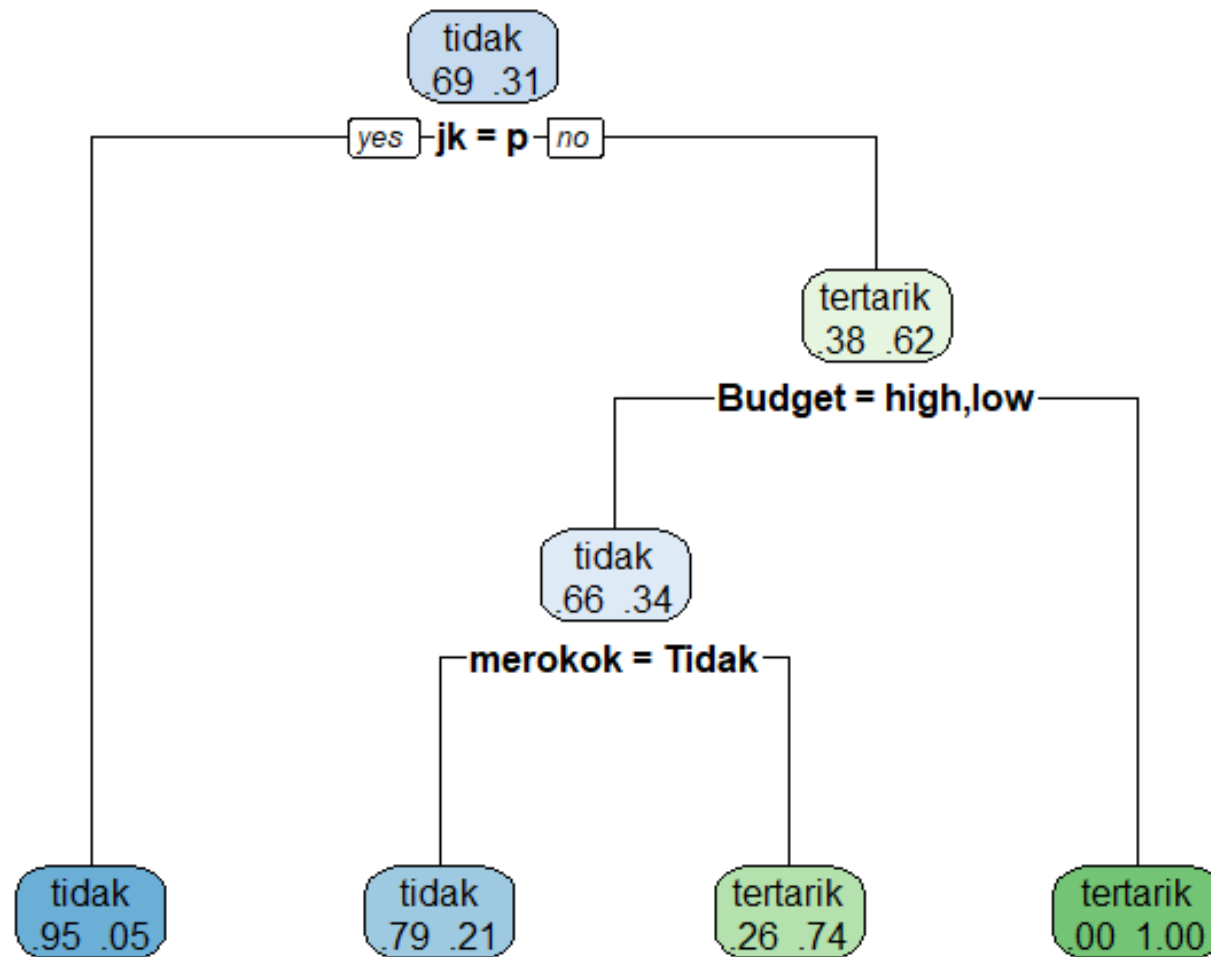 tidak
.69 .31
yes jk = p no
tertarik
.38 .62
Budget = high,low
tidak
.66 .34
merokok = Tidak
tidak
.95 .05
tidak
.79 .21
tertarik
.26 .74
tertarik
.00 1.00